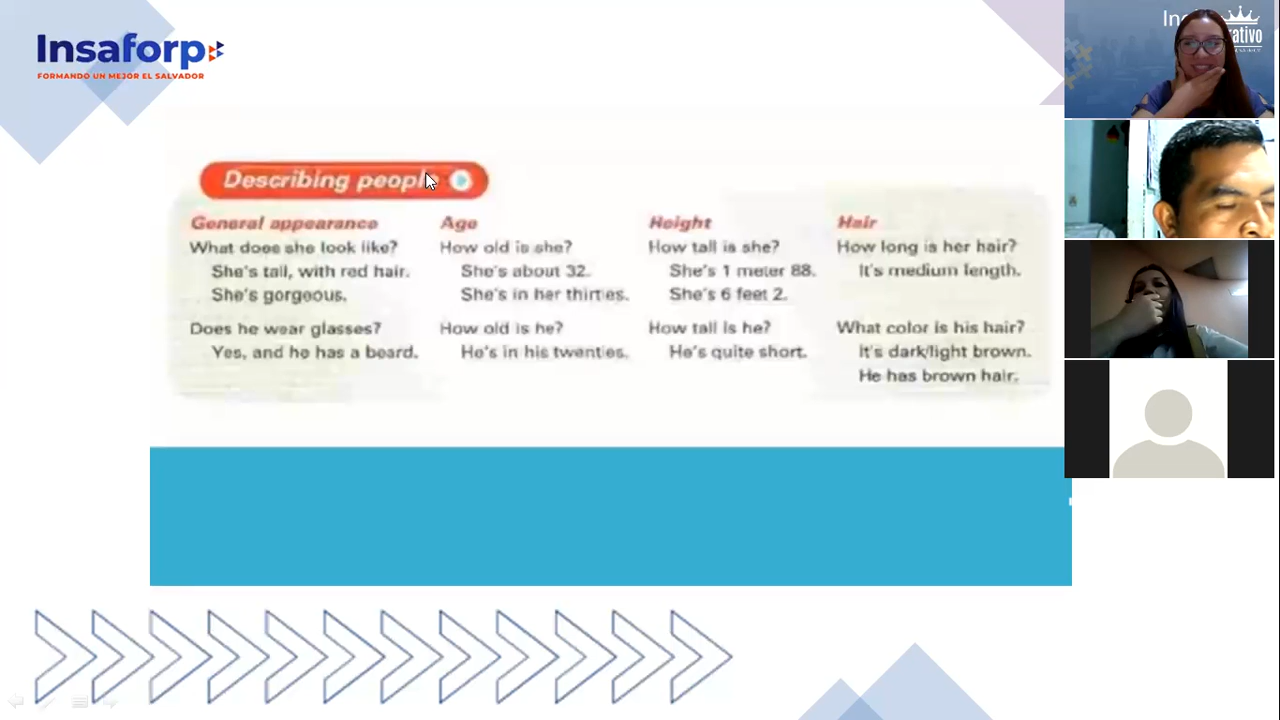 Insaforp
FORMANDO UN MEJOR EL SALVADOR
Describing
General appearance
What does she look like?
She's tall, with red hair.
She's gorgeous.
Does he wear glasses?
Yes, and he has a beard.
Age
How old is she?
She's about 32.
She's in her thirties.
How old is he?
He's in his twenties.
Height
How tall is she?
She's 1 meter 88.
She's 6 feet 2.
How tall is he?
He's quite short.
Hair
How long is her hair?
It's medium length.
What color is his hair?
It's dark/light brown.
He has brown hair.